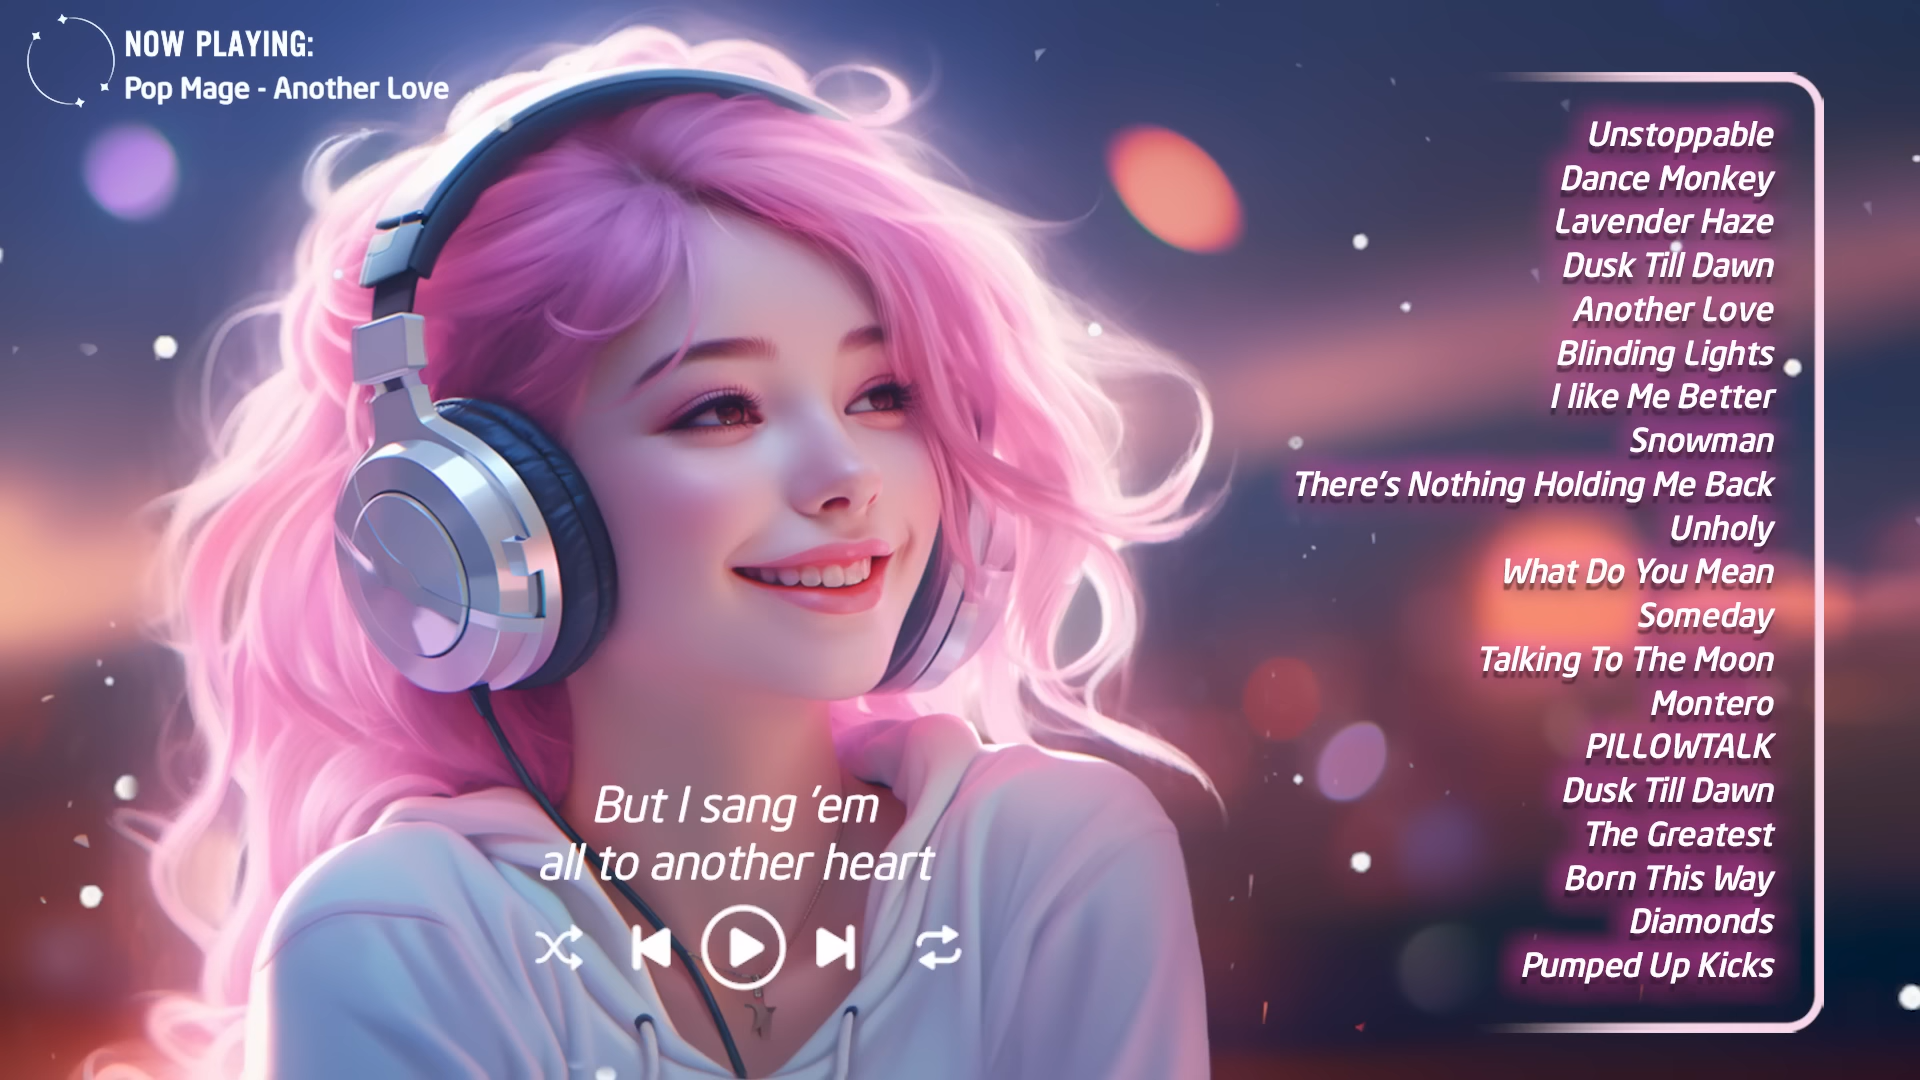 NOW PLAYING:
Pop Mage - Another Love
Unstoppable
Dance Monkey
Lavender Haze
Dusk Till Dawn
Another Love
Blinding Lights
I like Me Better
Snowman
There's Nothing Holding Me Back
Unholy
What Do You Mean
Someday
Talking To The Moon
Montero
PILLOWTALK
Dusk Till Dawn
The Greatest
Born This Way
Diamonds
Pumped Up Kicks
But I sang 'em
all to another heart